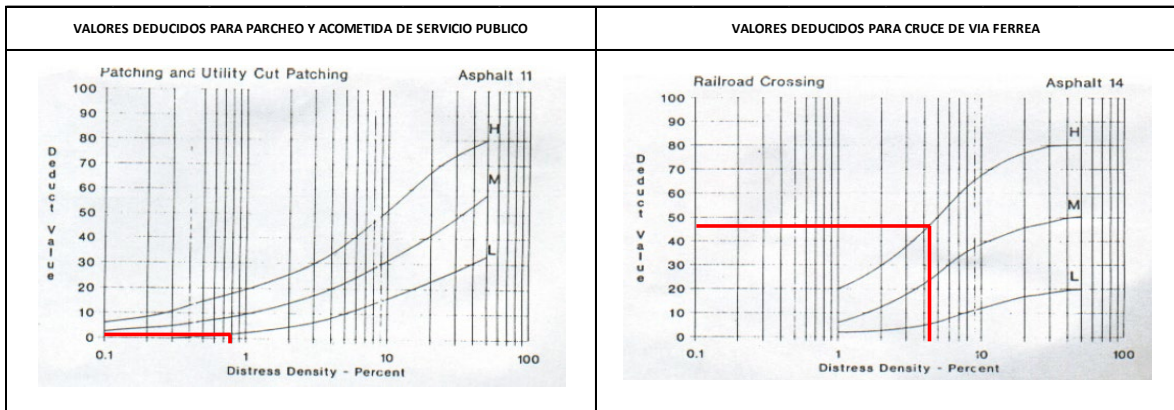 VALORES DEDUCIDOS PARA PARCHEO Y ACOMETIDA DE SERVICIO PUBLICO
VALORES DEDUCIDOS PARA CRUCE DE VIA FERREA
Patching and Utility Cut Patching Asphalt 11
100
90
80
70
60
50
40
30
20
10
0
Deduct Value
H
M
L
0.1 1 10 100
Distress Density - Percent
Railroad Crossing Asphalt 14
100
90
80
70
60
50
40
30
20
10
0
Deduct Value
H
M
L
0.1 1 10 100
Distress Density - Percent